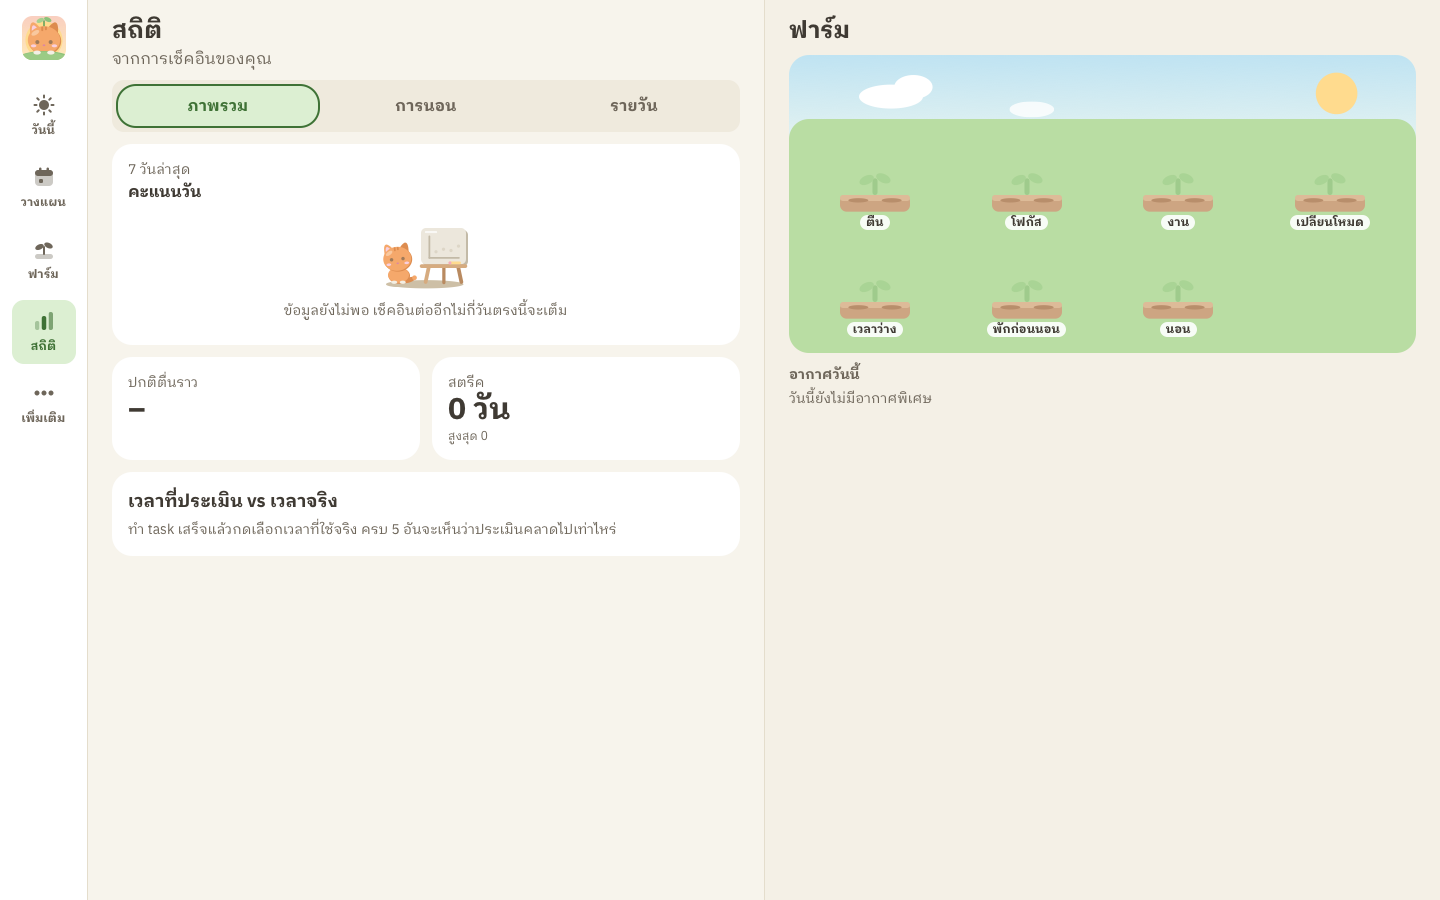 วันนี้
วางแผน
ฟาร์ม
สถิติ
เพิ่มเติม
สถิติ
จากการเช็คอินของคุณ
ภาพรวม
การนอน
รายวัน
7 วันล่าสุด
คะแนนวัน
ข้อมูลยังไม่พอ เช็คอินต่ออีกไม่กี่วันตรงนี้จะเต็ม
ปกติตื่นราว
–
สตรีค
0 วัน
สูงสุด 0
เวลาที่ประเมิน vs เวลาจริง
ทำ task เสร็จแล้วกดเลือกเวลาที่ใช้จริง ครบ 5 อันจะเห็นว่าประเมินคลาดไปเท่าไหร่
ฟาร์ม
ตื่น
โฟกัส
งาน
เปลี่ยนโหมด
เวลาว่าง
พักก่อนนอน
นอน
อากาศวันนี้
วันนี้ยังไม่มีอากาศพิเศษ